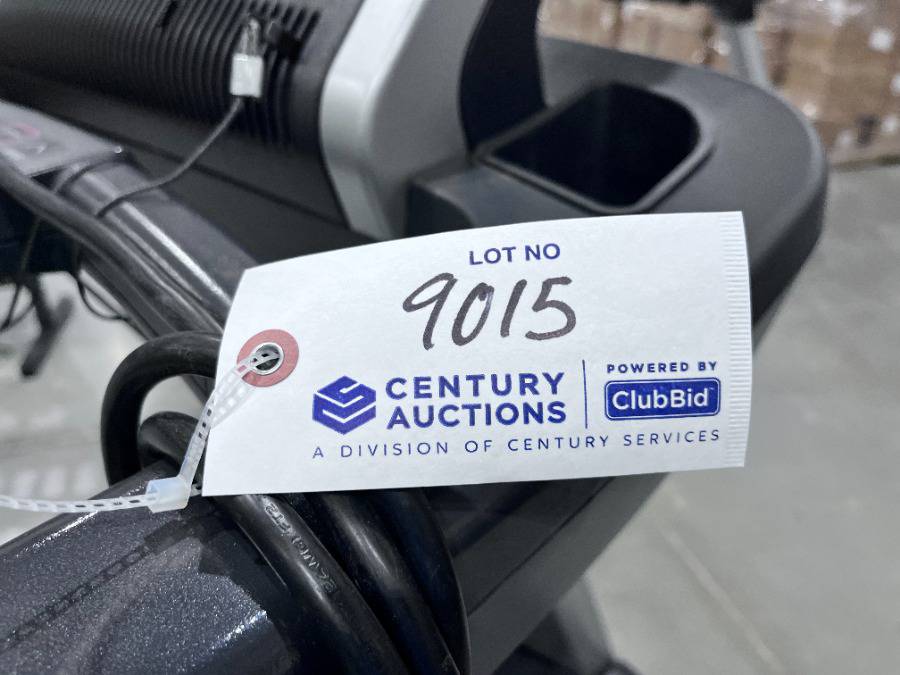 LOT NO
9015
CENTURY
AUCTIONS
POWERED BY
ClubBid
A DIVISION OF CENTURY SERVICES